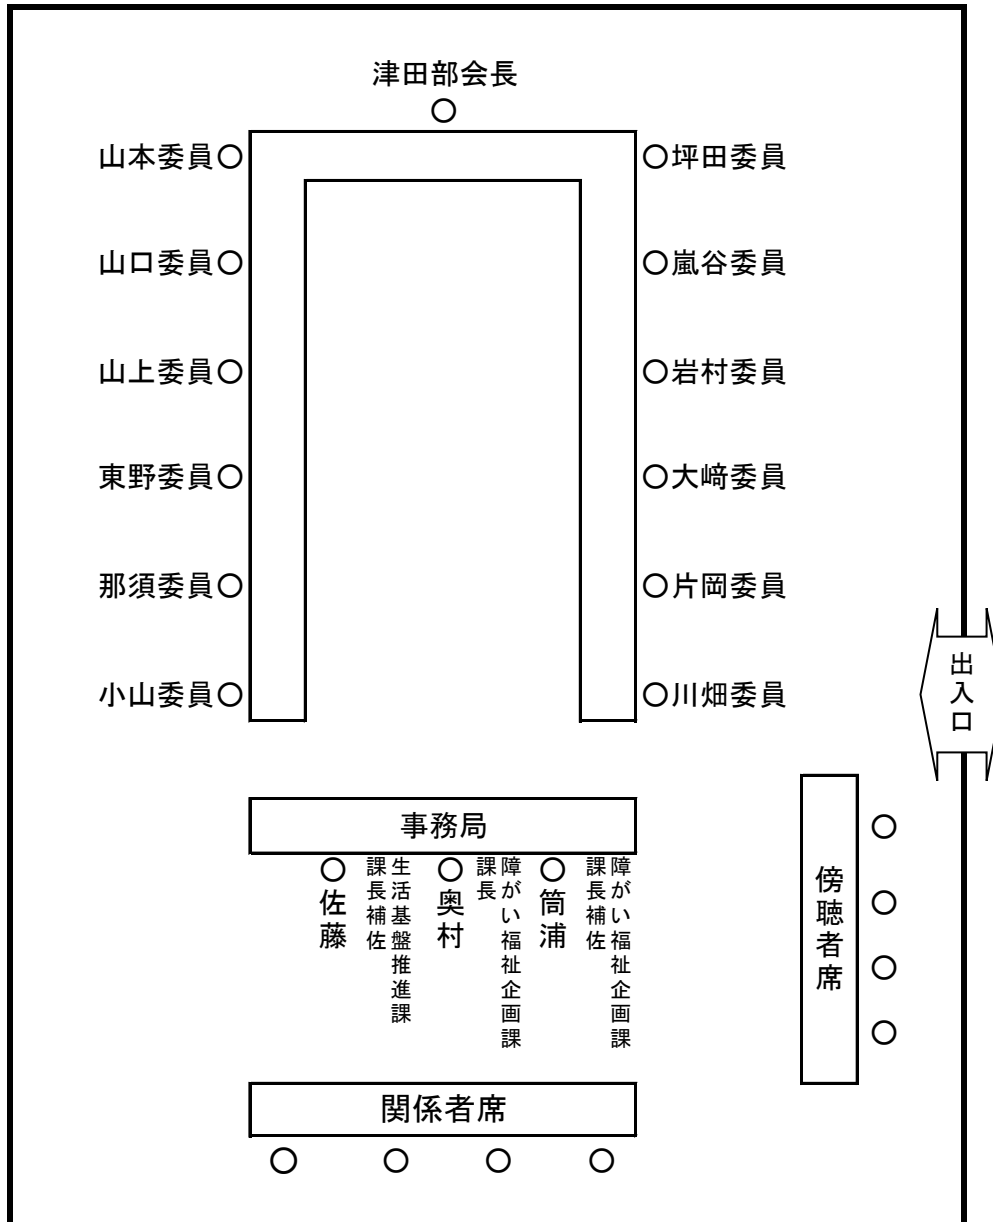 津田部会長
山本委員
坪田委員
山口委員
嵐谷委員
山上委員
岩村委員
東野委員
大﨑委員
那須委員
片岡委員
小山委員
川畑委員
出入口
事務局
障がい福祉企画課
課長補佐
筒浦
障がい福祉企画課
課長
奥村
生活基盤推進課
課長補佐
佐藤
傍聴者席
関係者席